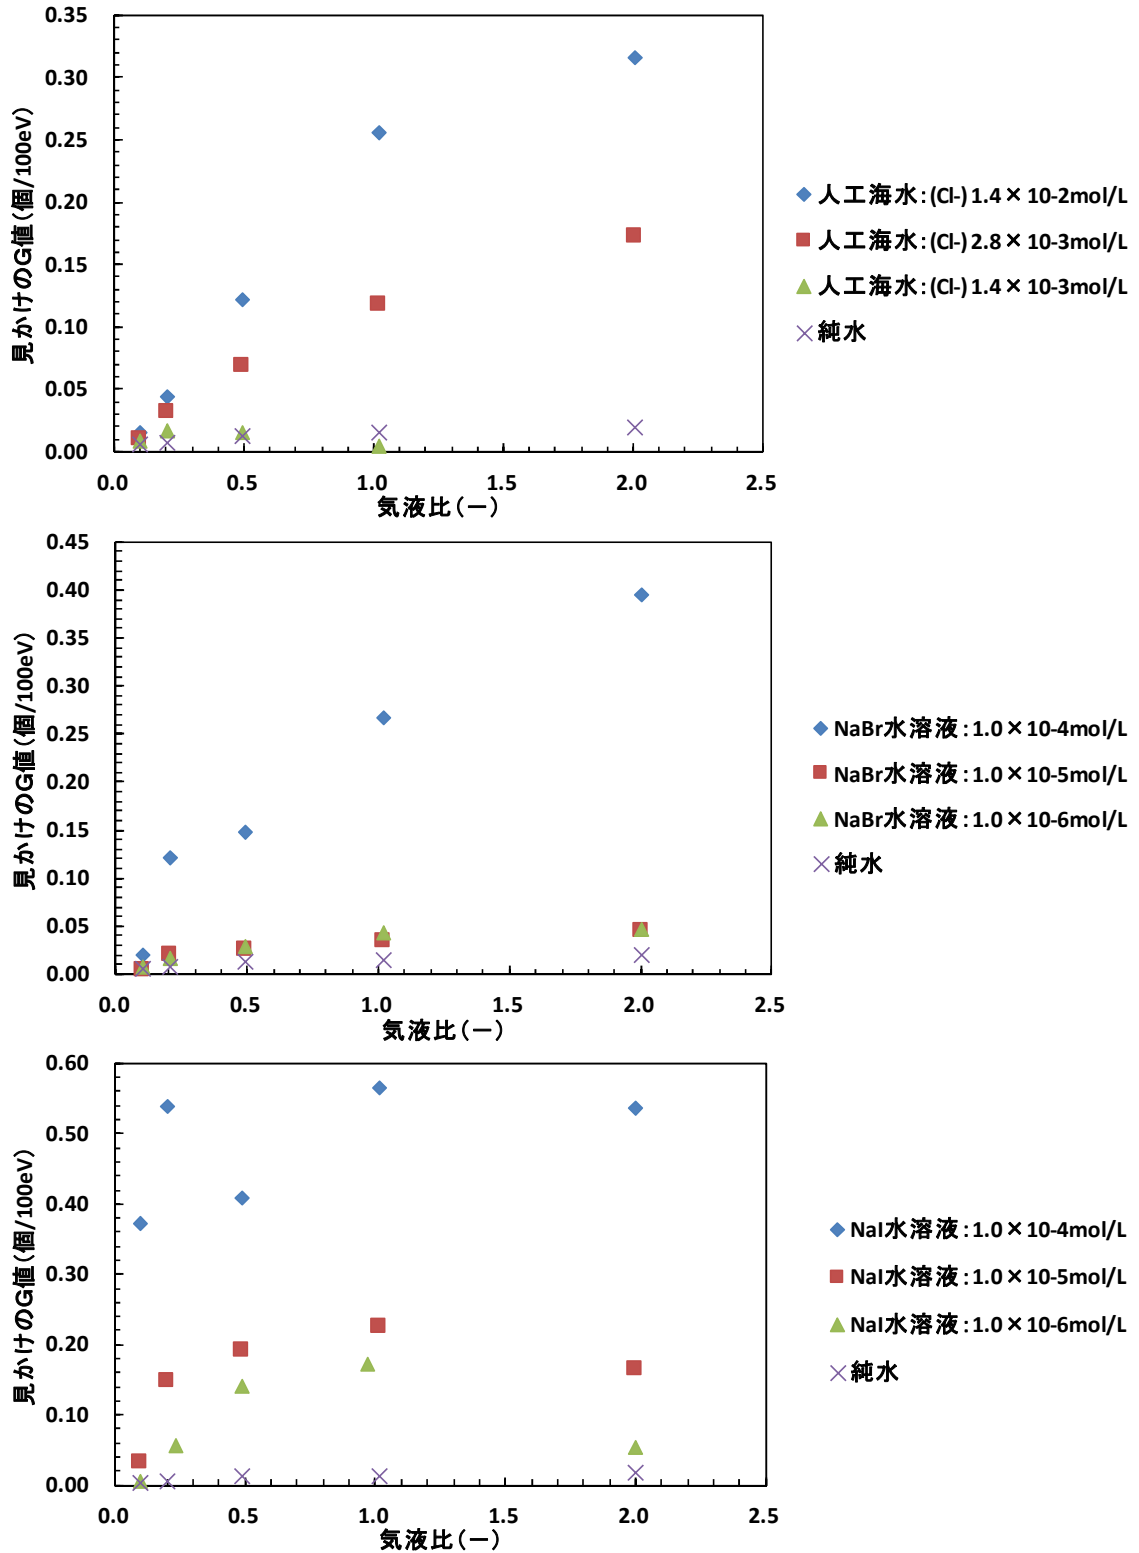 0.35
0.30
0.25
0.20
0.15
0.10
0.05
0.00
見かけのG値(個/100eV)
0.0 0.5 1.0 1.5 2.0 2.5
気液比(－)
人工海水:(Cl-)1.4×10-2mol/L
人工海水:(Cl-)2.8×10-3mol/L
人工海水:(Cl-)1.4×10-3mol/L
純水
0.45
0.40
0.35
0.30
0.25
0.20
0.15
0.10
0.05
0.00
見かけのG値(個/100eV)
0.0 0.5 1.0 1.5 2.0 2.5
気液比(－)
NaBr水溶液:1.0×10-4mol/L
NaBr水溶液:1.0×10-5mol/L
NaBr水溶液:1.0×10-6mol/L
純水
0.60
0.50
0.40
0.30
0.20
0.10
0.00
見かけのG値(個/100eV)
0.0 0.5 1.0 1.5 2.0 2.5
気液比(－)
NaI水溶液:1.0×10-4mol/L
NaI水溶液:1.0×10-5mol/L
NaI水溶液:1.0×10-6mol/L
純水